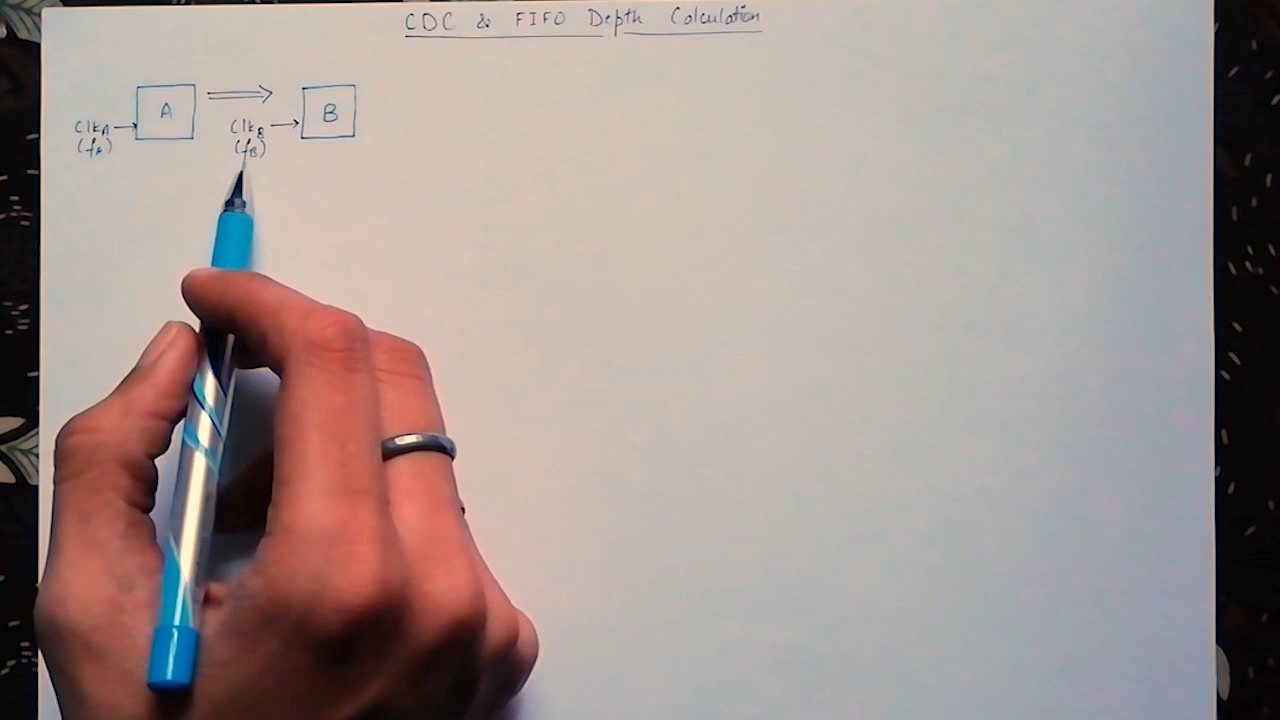 CDC & FIFO Depth Calculation
A
B
ClkA
(fA)
ClkB
(fB)